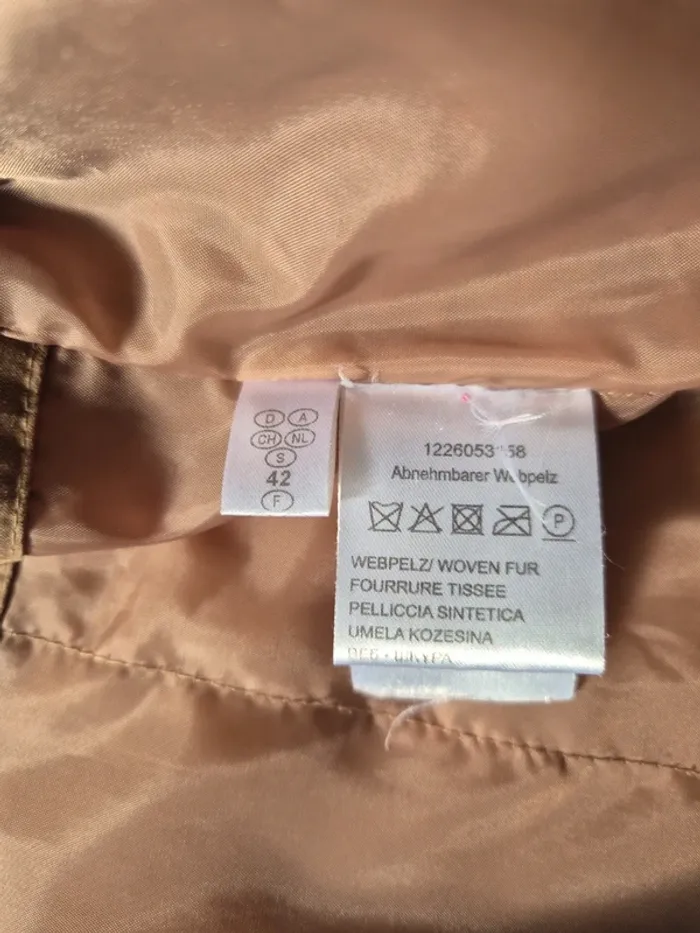 D A
CH NL
S
42
F
Abnehmbarer Webpelz
P
WEBPELZ/ WOVEN FUR
FOURRURE TISSEE
PELLICCIA SINTETICA
UMELA KOZESINA